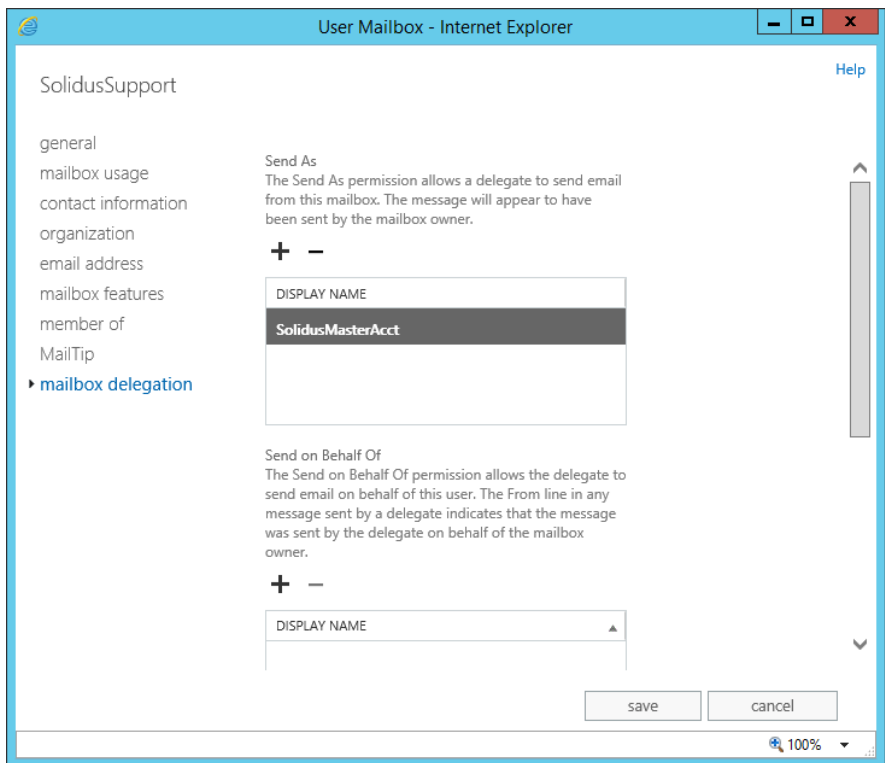 User Mailbox - Internet Explorer
Help
SolidusSupport
general
mailbox usage
contact information
organization
email address
mailbox features
member of
MailTip
mailbox delegation
Send As
The Send As permission allows a delegate to send email
from this mailbox. The message will appear to have
been sent by the mailbox owner.
DISPLAY NAME
SolidusMasterAcct
Send on Behalf Of
The Send on Behalf Of permission allows the delegate to
send email on behalf of this user. The From line in any
message sent by a delegate indicates that the message
was sent by the delegate on behalf of the mailbox
owner.
DISPLAY NAME
save
cancel
100%